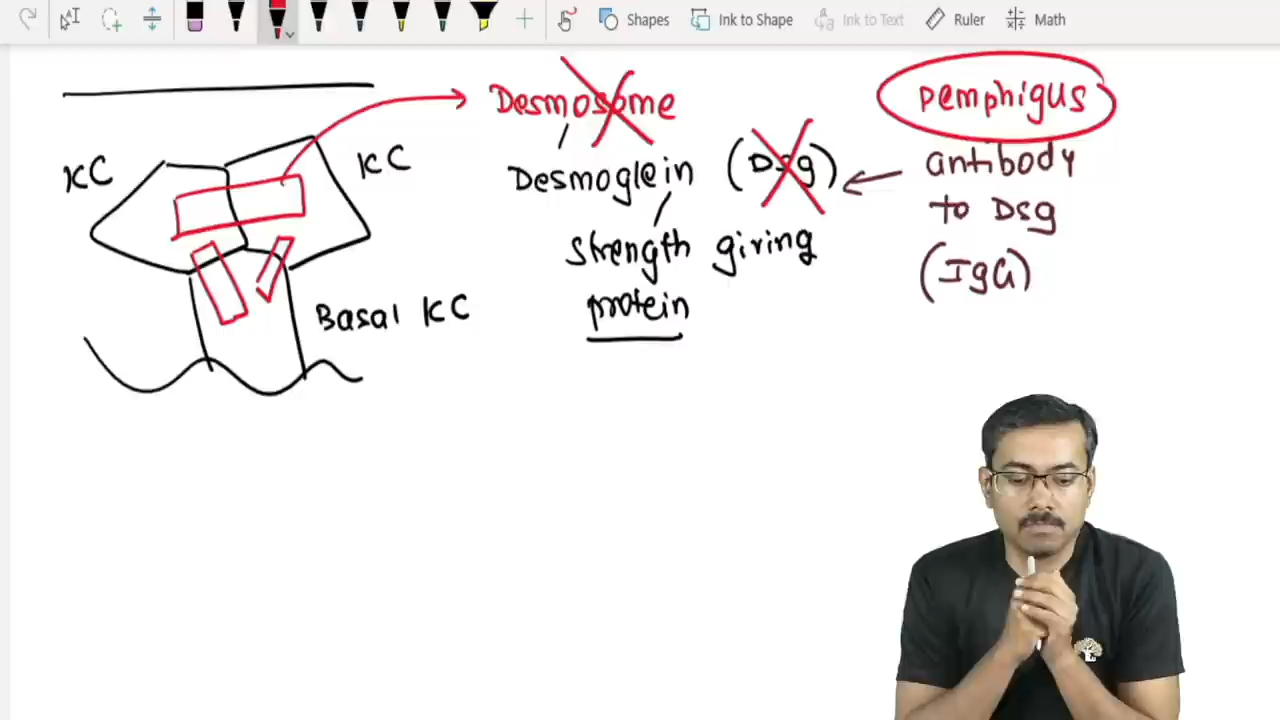 Shapes
Ink to Shape
Ink to Text
Ruler
Math
KC
KC
Basal KC
Desmosome
Desmoglein (Dsg)
strength giving
protein
pemphigus
antibody
to Dsg
(IgG)